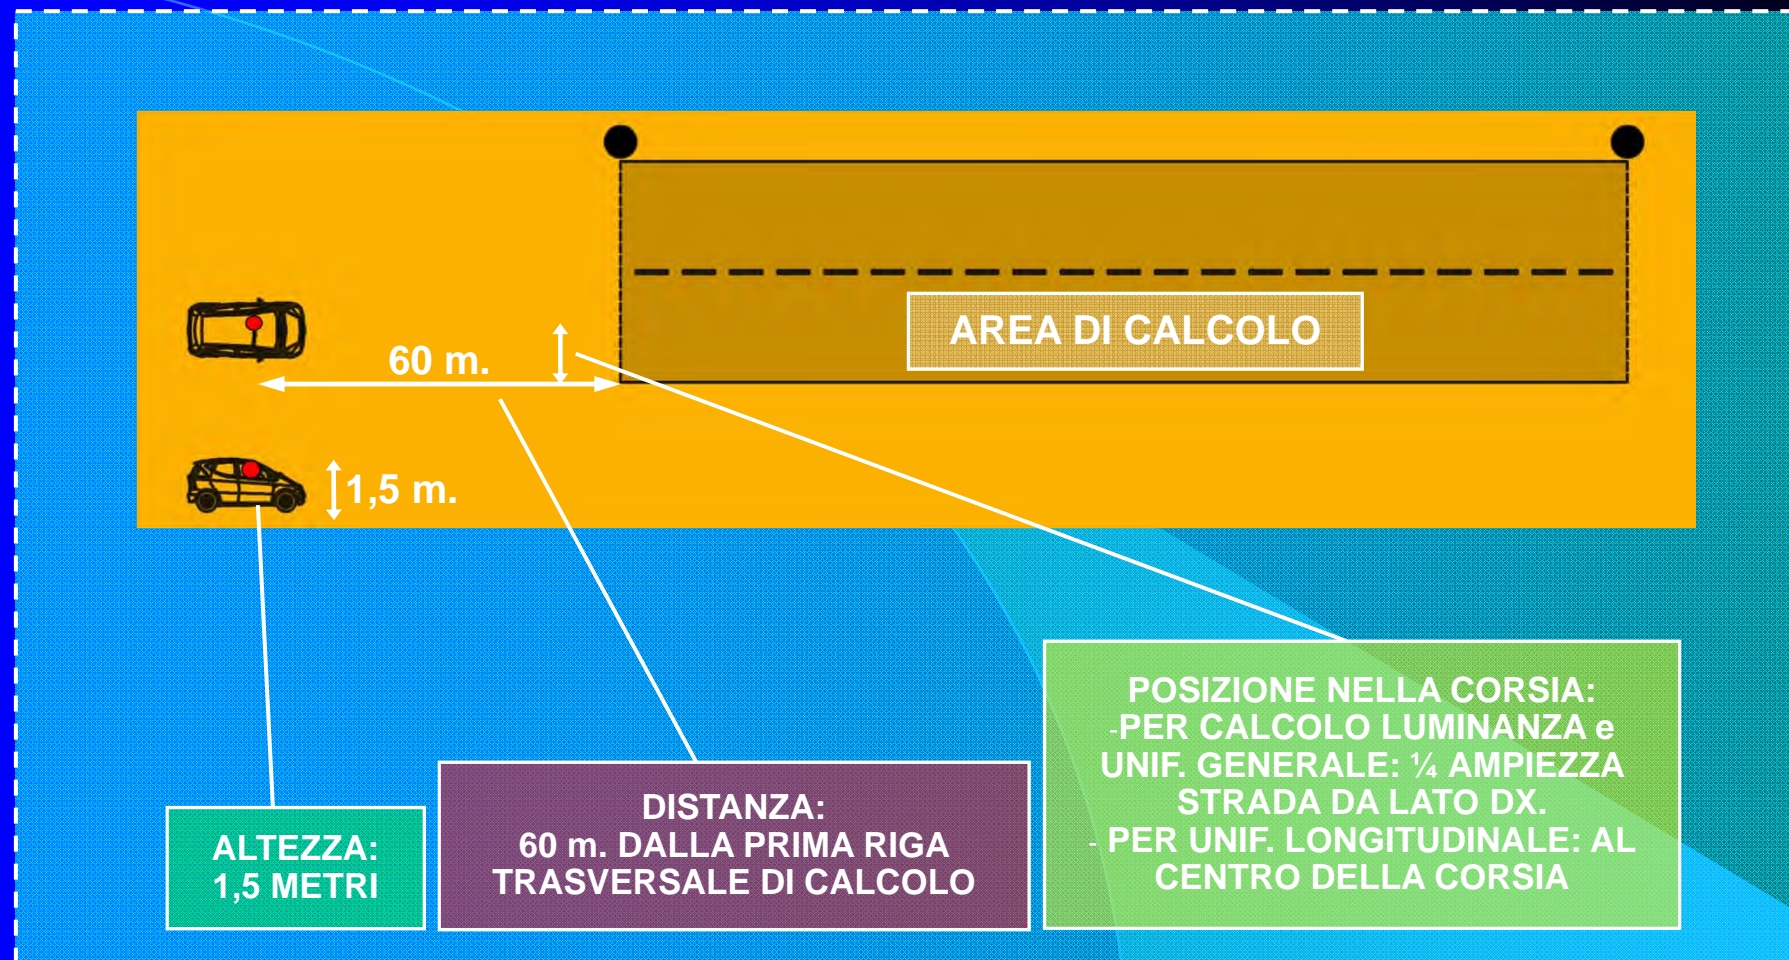 AREA DI CALCOLO
60 m.
1,5 m.
ALTEZZA:
1,5 METRI
DISTANZA:
60 m. DALLA PRIMA RIGA
TRASVERSALE DI CALCOLO
POSIZIONE NELLA CORSIA:
-PER CALCOLO LUMINANZA e
UNIF. GENERALE: ¼ AMPIEZZA
STRADA DA LATO DX.
- PER UNIF. LONGITUDINALE: AL
CENTRO DELLA CORSIA